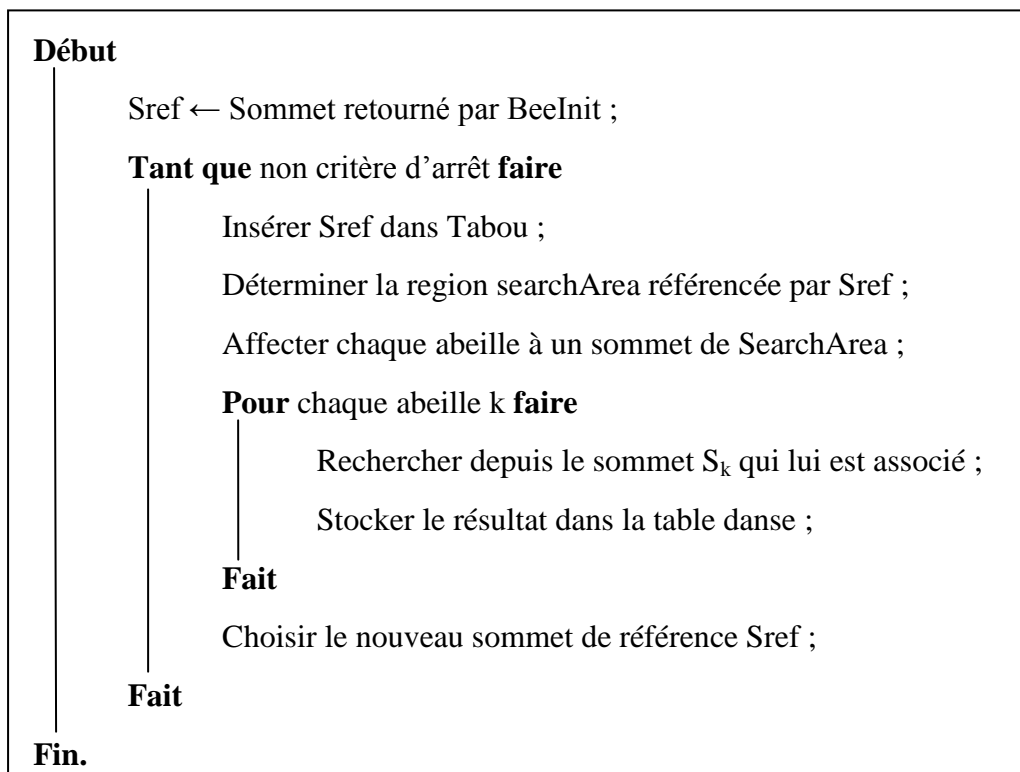 Début
Sref ← Sommet retourné par BeeInit ;
Tant que non critère d’arrêt faire
Insérer Sref dans Tabou ;
Déterminer la region searchArea référencée par Sref ;
Affecter chaque abeille à un sommet de SearchArea ;
Pour chaque abeille k faire
Rechercher depuis le sommet Sk qui lui est associé ;
Stocker le résultat dans la table danse ;
Fait
Choisir le nouveau sommet de référence Sref ;
Fait
Fin.